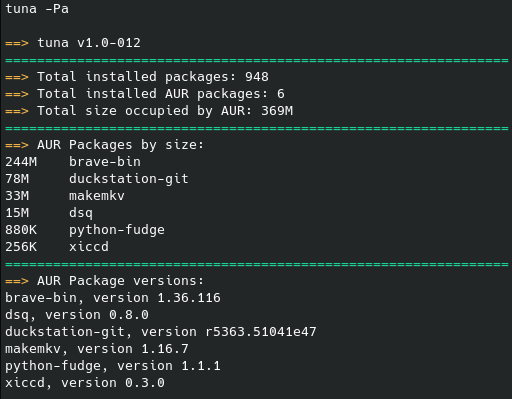 tuna -Pa
==> tuna v1.0-012
===============================================================
==> Total installed packages: 948
==> Total installed AUR packages: 6
==> Total size occupied by AUR: 369M
===============================================================
==> AUR Packages by size:
244M    brave-bin
78M     duckstation-git
33M     makemkv
15M     dsq
880K    python-fudge
256K    xiccd
===============================================================
==> AUR Package versions:
brave-bin, version 1.36.116
dsq, version 0.8.0
duckstation-git, version r5363.51041e47
makemkv, version 1.16.7
python-fudge, version 1.1.1
xiccd, version 0.3.0